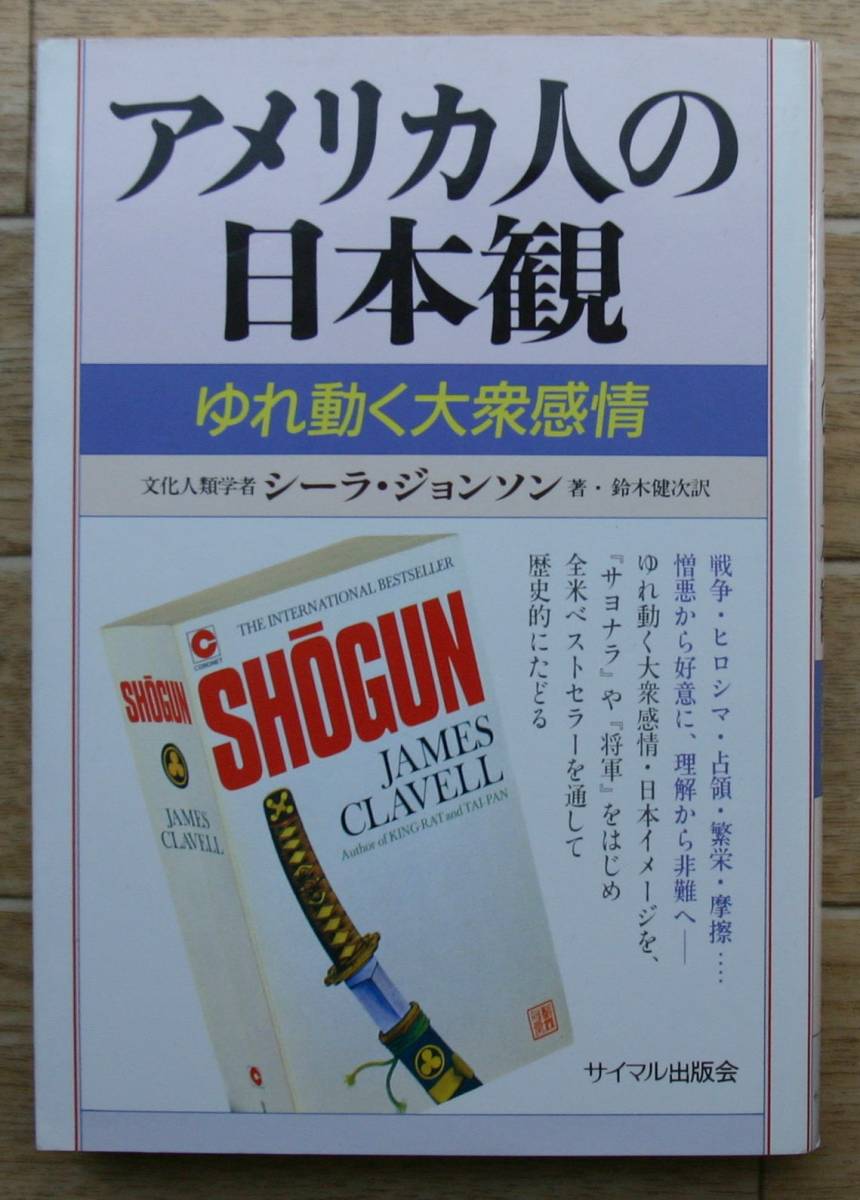 アメリカ人の
日本観
ゆれ動く大衆感情
文化人類学者 シーラ・ジョンソン 著・鈴木健次訳
戦争・ヒロシマ・占領・繁栄・摩擦‥‥
憎悪から好意に、理解から非難へ──
ゆれ動く大衆感情・日本イメージを、
『サヨナラ』や『将軍』をはじめ
全米ベストセラーを通して
歴史的にたどる
THE INTERNATIONAL BESTSELLER
CORONET
SHŌGUN
JAMES
CLAVELL
Author of KING-RAT and TAI-PAN
SHŌGUN
JAMES
CLAVELL
サイマル出版会